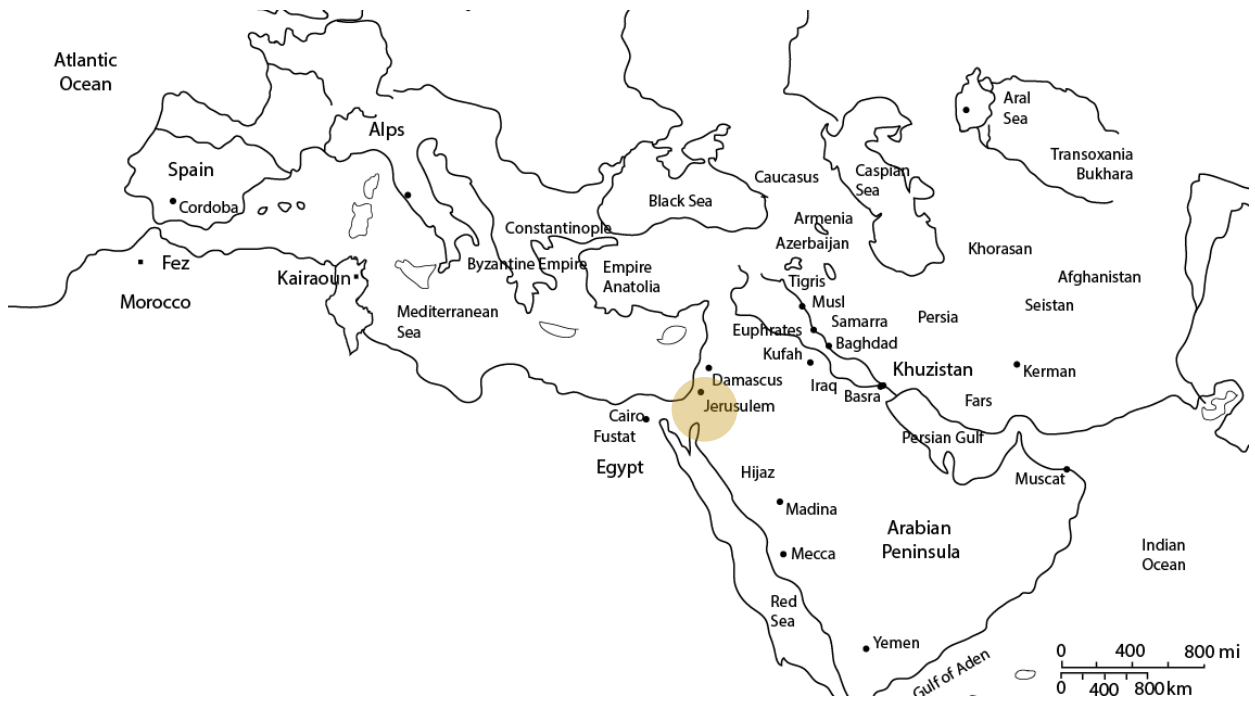 Atlantic
Ocean
Alps
Spain
Cordoba
Fez
Morocco
Kairaoun
Mediterranean
Sea
Constantinople
Byzantine Empire
Empire
Anatolia
Black Sea
Caucasus
Caspian
Sea
Aral
Sea
Transoxania
Bukhara
Armenia
Azerbaijan
Khorasan
Afghanistan
Seistan
Tigris
Musl
Samarra
Persia
Euphrates
Baghdad
Kufah
Iraq
Basra
Khuzistan
Kerman
Fars
Damascus
Jerusulem
Cairo
Fustat
Egypt
Persian Gulf
Hijaz
Muscat
Madina
Arabian
Peninsula
Mecca
Indian
Ocean
Red
Sea
Yemen
Gulf of Aden
0 400 800 mi
0 400 800 km